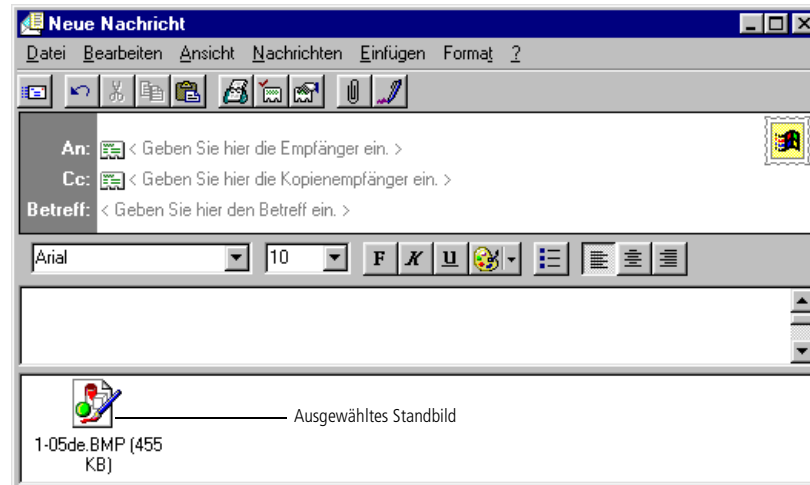 Neue Nachricht
Datei Bearbeiten Ansicht Nachrichten Einfügen Format ?
An: < Geben Sie hier die Empfänger ein. >
Cc: < Geben Sie hier die Kopienempfänger ein. >
Betreff: < Geben Sie hier den Betreff ein. >
Arial 10 F K U
Ausgewähltes Standbild
1-05de.BMP (455
KB)